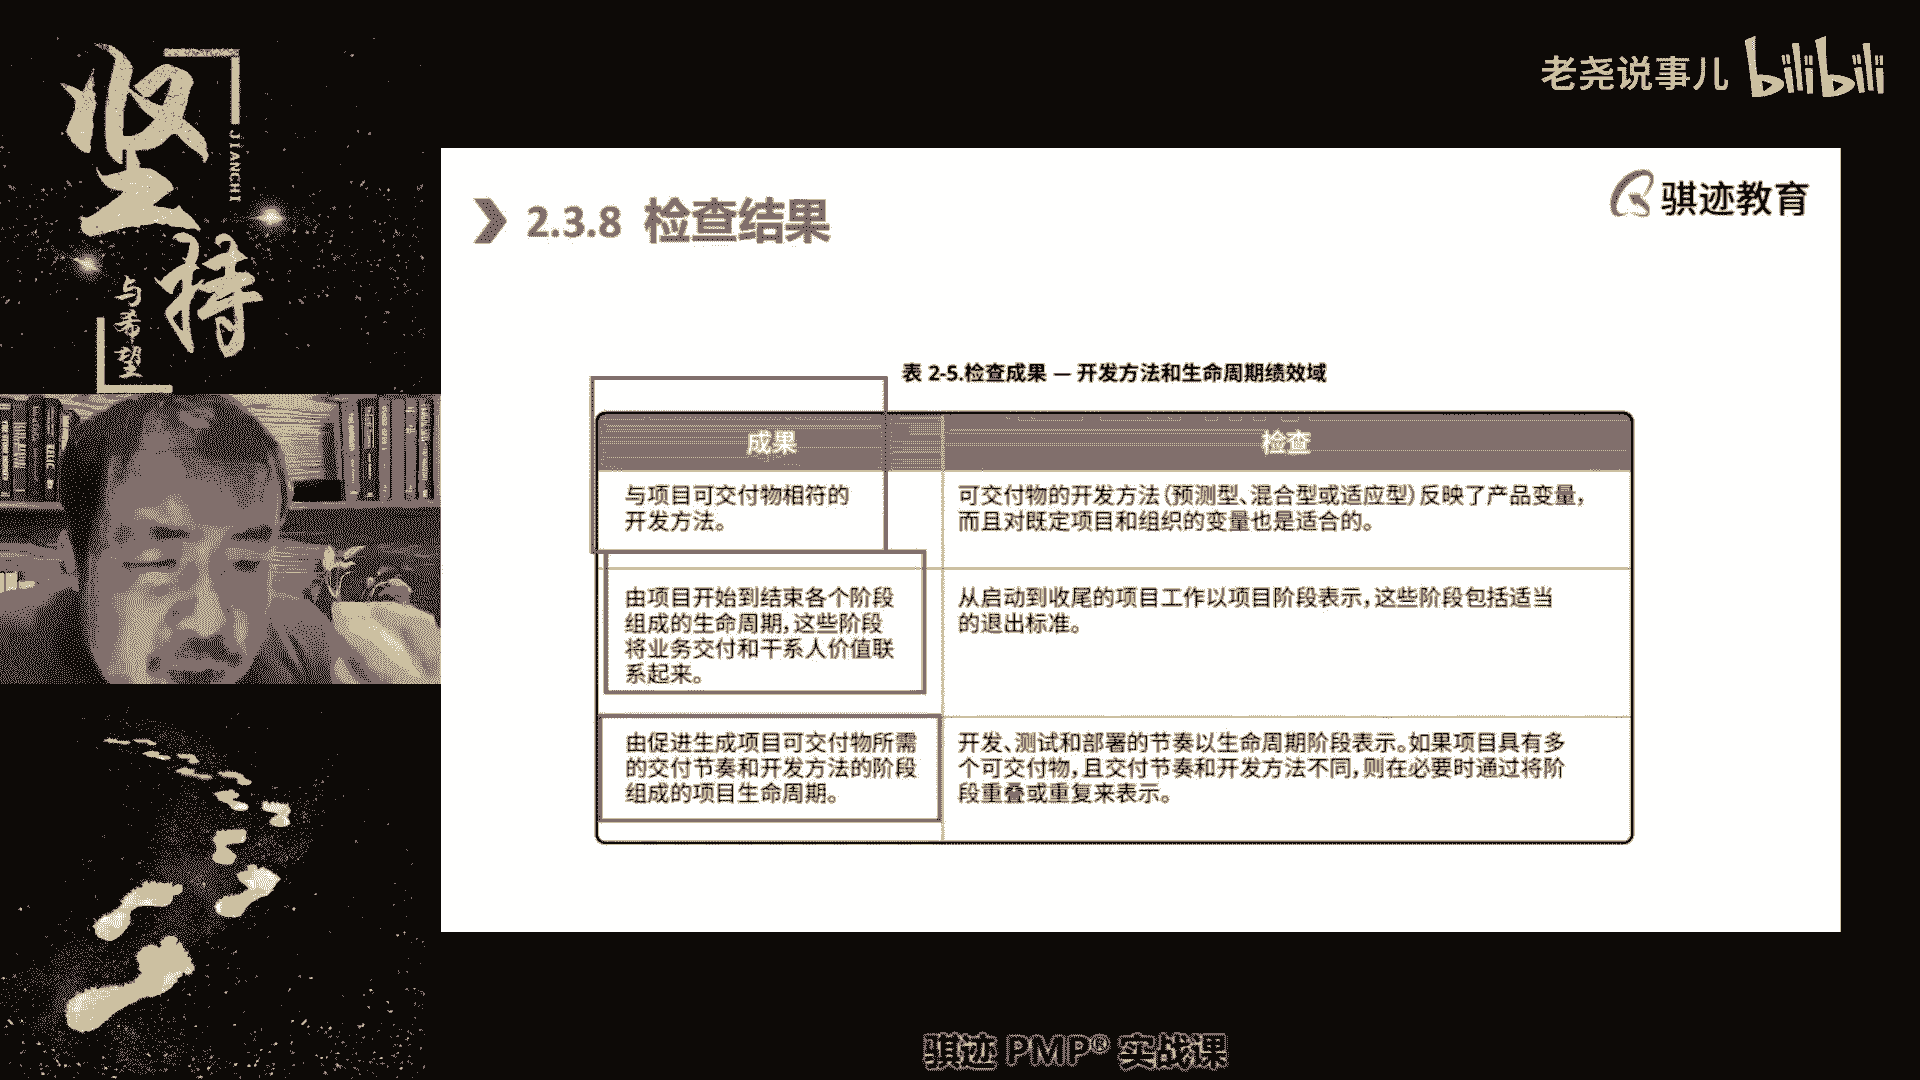 坚持
JIANCHI
与希望
老尧说事儿 bilibili
骐迹教育
2.3.8 检查结果
表 2-5.检查成果 — 开发方法和生命周期绩效域
成果
检查
与项目可交付物相符的
开发方法。
可交付物的开发方法（预测型、混合型或适应型）反映了产品变量，
而且对既定项目和组织的变量也是适合的。
由项目开始到结束各个阶段
组成的生命周期，这些阶段
将业务交付和干系人价值联
系起来。
从启动到收尾的项目工作以项目阶段表示，这些阶段包括适当
的退出标准。
由促进生成项目可交付物所需
的交付节奏和开发方法的阶段
组成的项目生命周期。
开发、测试和部署的节奏以生命周期阶段表示。如果项目具有多
个可交付物，且交付节奏和开发方法不同，则在必要时通过将阶
段重叠或重复来表示。
骐迹 PMP® 实战课